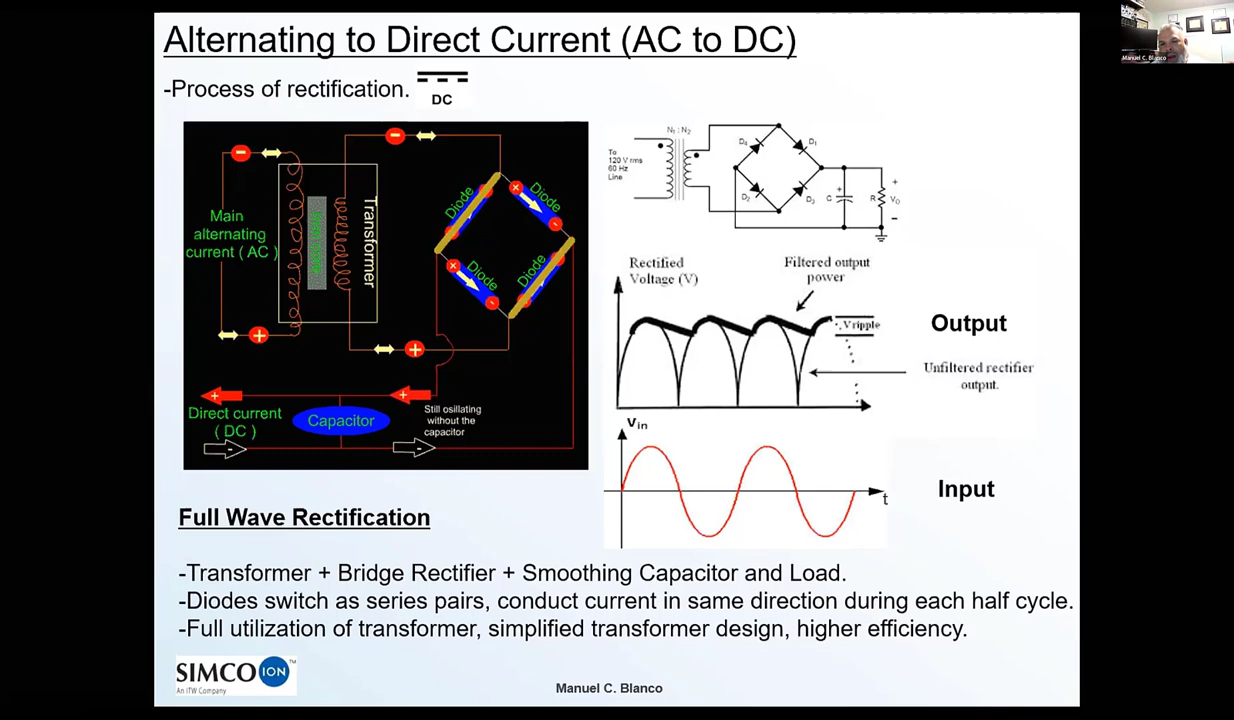 Alternating to Direct Current (AC to DC)
-Process of rectification.
DC
Main
alternating
current ( AC )
Transformer
Diode
Diode
Diode
Diode
Direct current
( DC )
Capacitor
Still osillating
without the
capacitor
N₁ : N₂
To
120 V rms
60 Hz
Line
D₄
D₁
D₂
D₃
+
C
R
+
V₀
−
Rectified
Voltage (V)
Filtered output
power
Vripple
Output
Unfiltered rectifier
output.
Vin
t
Input
Full Wave Rectification
-Transformer + Bridge Rectifier + Smoothing Capacitor and Load.
-Diodes switch as series pairs, conduct current in same direction during each half cycle.
-Full utilization of transformer, simplified transformer design, higher efficiency.
SIMCO ION™
An ITW Company
Manuel C. Blanco
Manuel C. Blanco